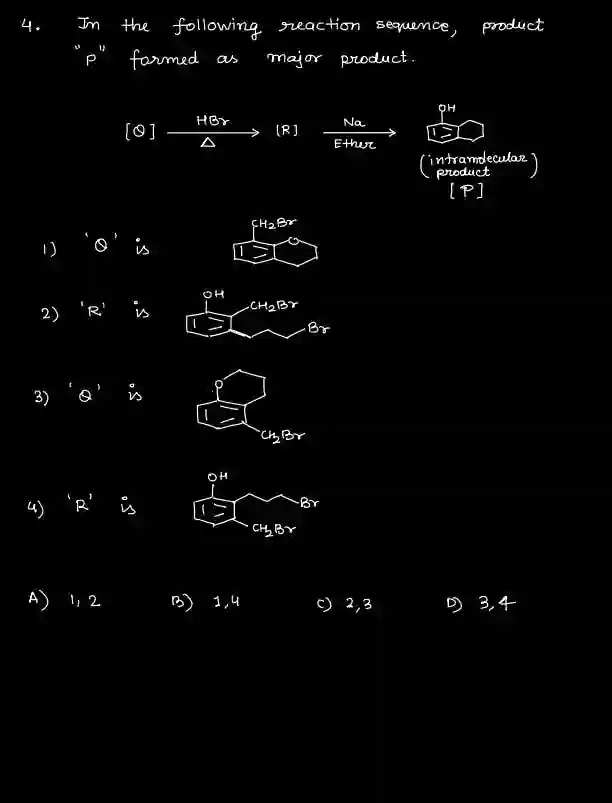 4. In the following reaction sequence, product
"P" formed as major product.
[Q] HBr Δ [R] Na Ether OH
(intramolecular product)
[P]
1) 'Q' is CH2Br O
2) 'R' is OH CH2Br Br
3) 'Q' is O CH2Br
4) 'R' is OH Br CH2Br
A) 1, 2 B) 1,4 C) 2,3 D) 3,4